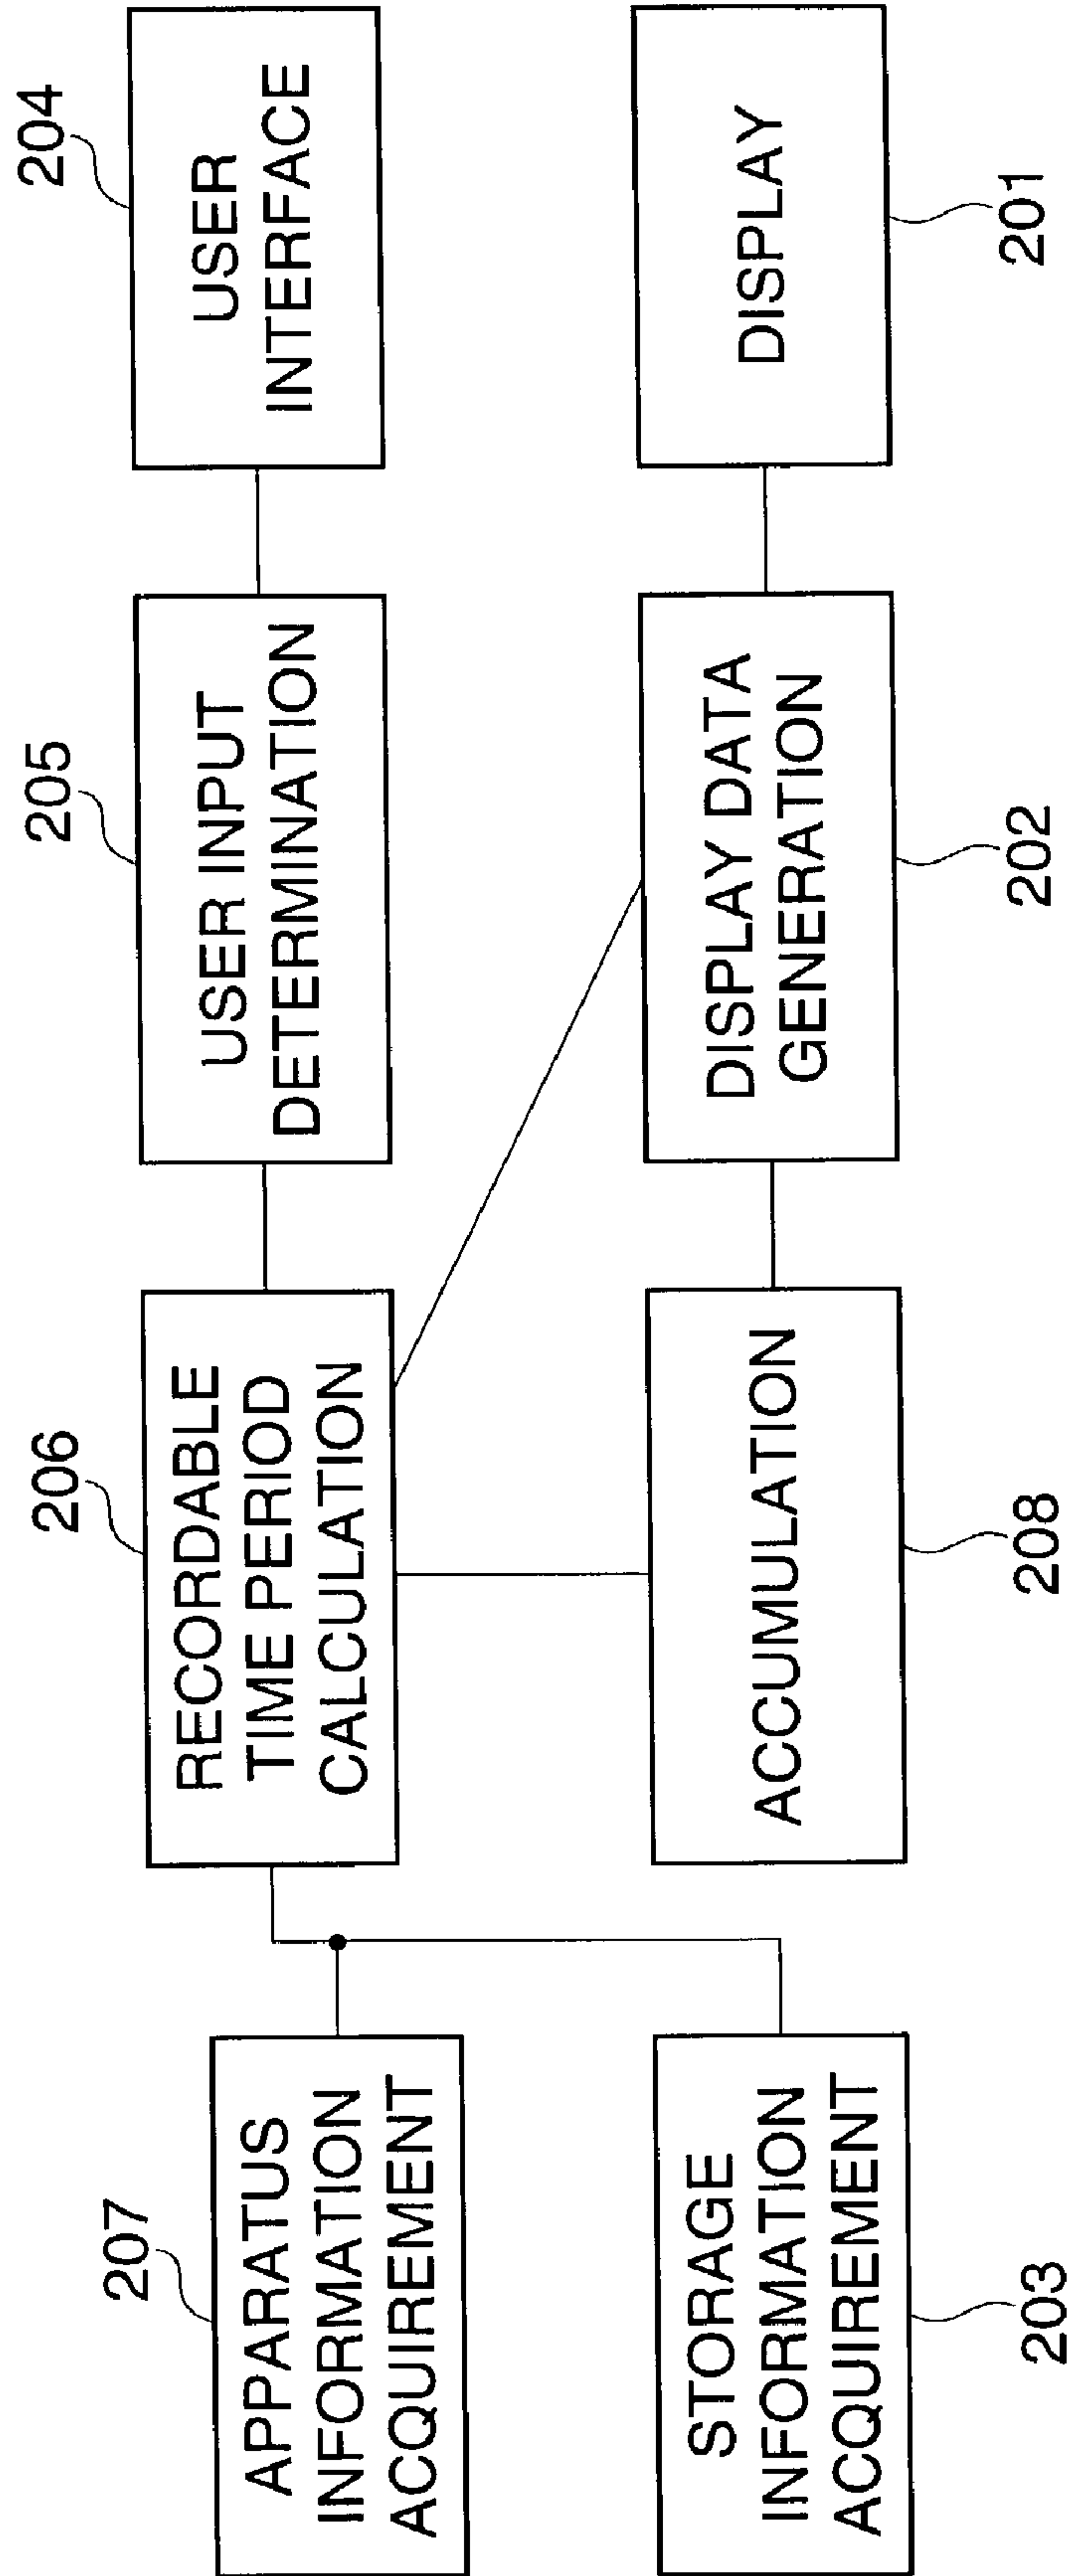 207
APPARATUS
INFORMATION
ACQUIREMENT
206
RECORDABLE
TIME PERIOD
CALCULATION
205
USER INPUT
DETERMINATION
204
USER
INTERFACE
STORAGE
INFORMATION
ACQUIREMENT
203
ACCUMULATION
208
DISPLAY DATA
GENERATION
202
DISPLAY
201